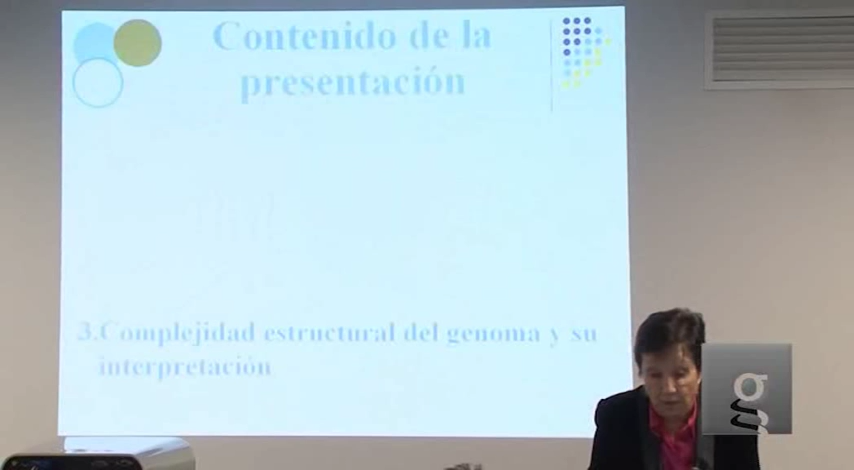 Contenido de la
presentación
3.Complejidad estructural del genoma y su
interpretación
g